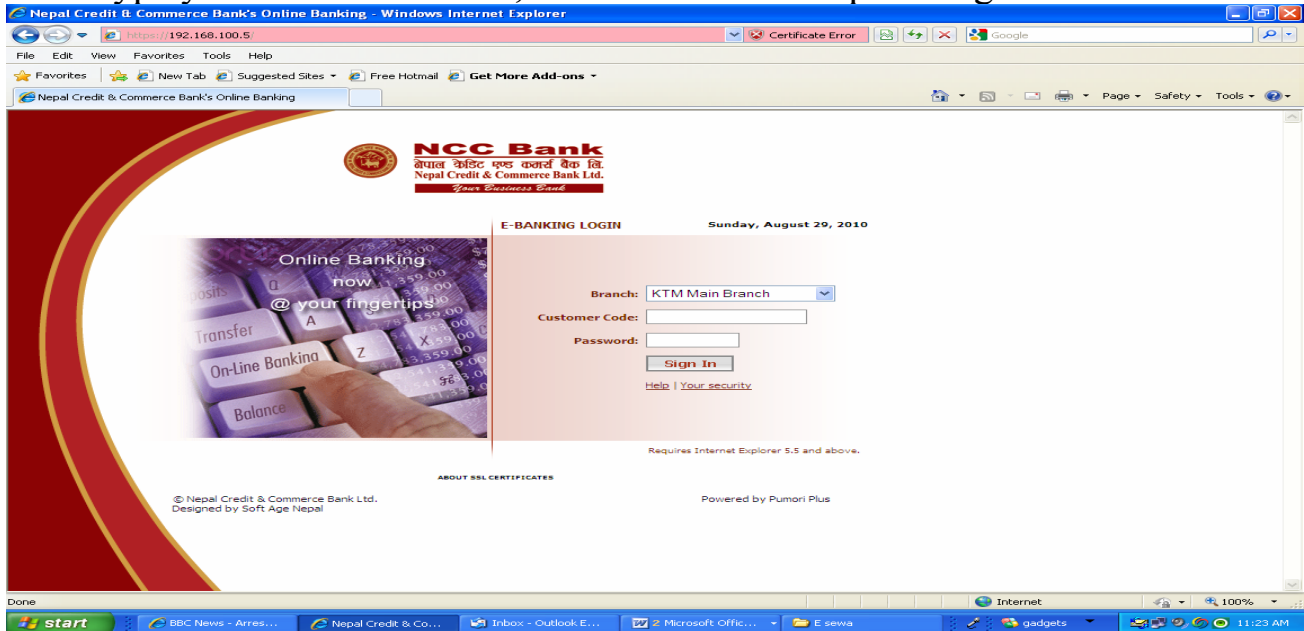 Nepal Credit & Commerce Bank's Online Banking - Windows Internet Explorer
https://192.168.100.5/
Certificate Error
Google
File Edit View Favorites Tools Help
Favorites New Tab Suggested Sites Free Hotmail Get More Add-ons
Nepal Credit & Commerce Bank's Online Banking
Page Safety Tools
NCC Bank
नेपाल क्रेडिट एण्ड कमर्स बैंक लि.
Nepal Credit & Commerce Bank Ltd.
Your Business Bank
E-BANKING LOGIN
Sunday, August 29, 2010
Online Banking
now
@ your fingertips
Transfer
On-Line Banking
Balance
A
Z
X
Branch: KTM Main Branch
Customer Code:
Password:
Sign In
Help | Your security
Requires Internet Explorer 5.5 and above.
ABOUT SSL CERTIFICATES
© Nepal Credit & Commerce Bank Ltd.
Designed by Soft Age Nepal
Powered by Pumori Plus
Done
Internet
100%
start
BBC News - Arres...
Nepal Credit & Co...
Inbox - Outlook E...
2 Microsoft Offic...
E sewa
gadgets
11:23 AM